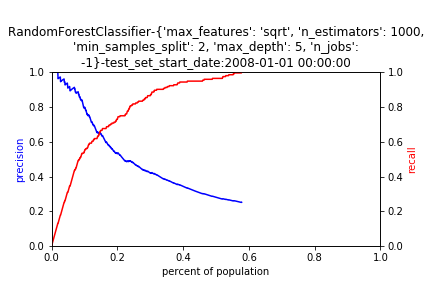 RandomForestClassifier-{'max_features': 'sqrt', 'n_estimators': 1000,
'min_samples_split': 2, 'max_depth': 5, 'n_jobs':
-1}-test_set_start_date:2008-01-01 00:00:00
1.0
0.8
0.6
0.4
0.2
0.0
precision
1.0
0.8
0.6
0.4
0.2
0.0
recall
0.0 0.2 0.4 0.6 0.8 1.0
percent of population